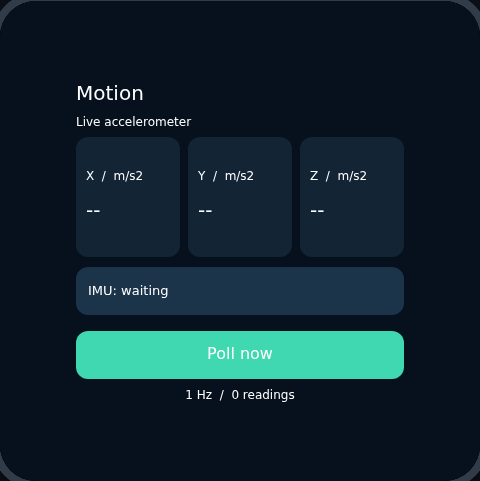 Motion
Live accelerometer
X / m/s2
Y / m/s2
Z / m/s2
--
--
--
IMU: waiting
Poll now
1 Hz / 0 readings